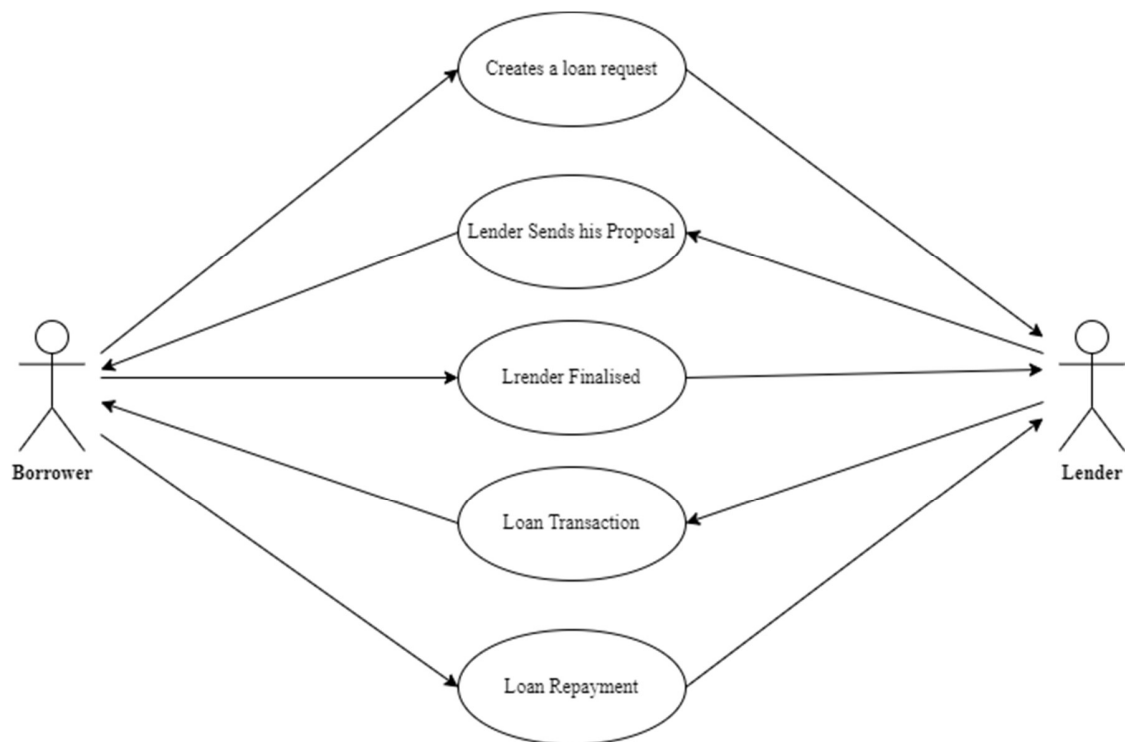 Creates a loan request
Lender Sends his Proposal
Lrender Finalised
Borrower
Lender
Loan Transaction
Loan Repayment